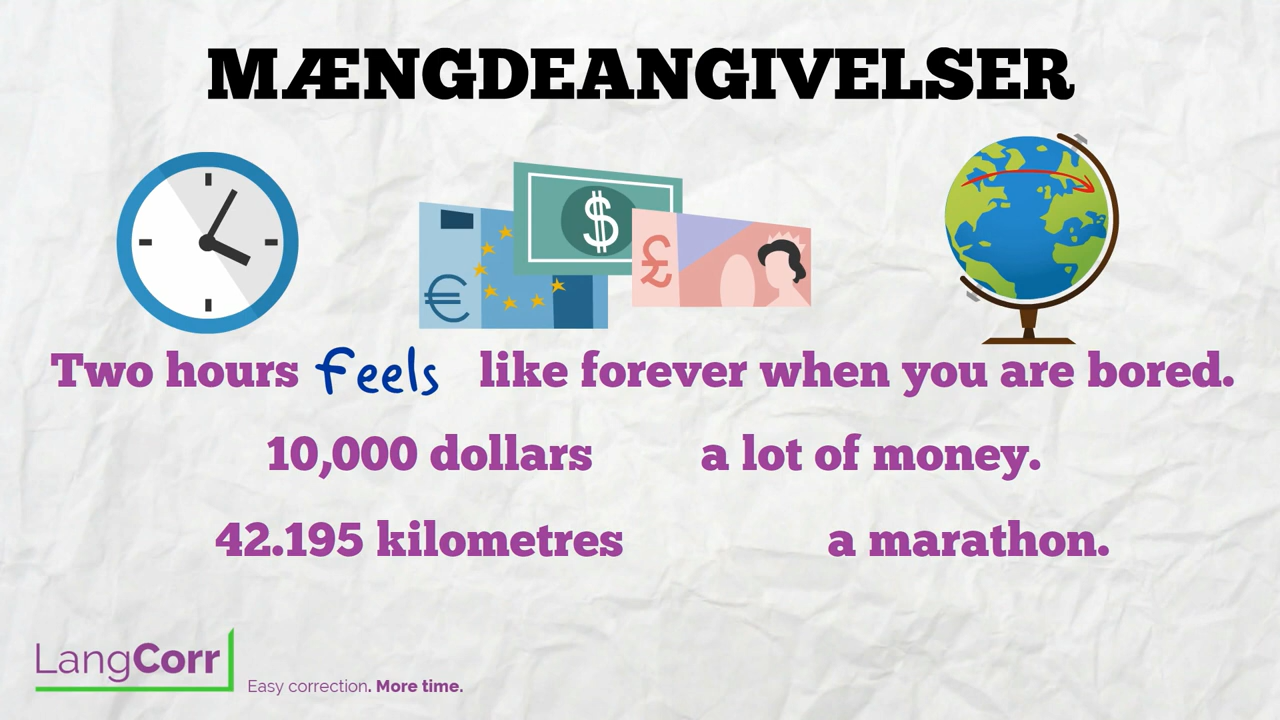 MÆNGDEANGIVELSER
$
€
£
Two hours feels like forever when you are bored.
10,000 dollars a lot of money.
42.195 kilometres a marathon.
LangCorr
Easy correction. More time.